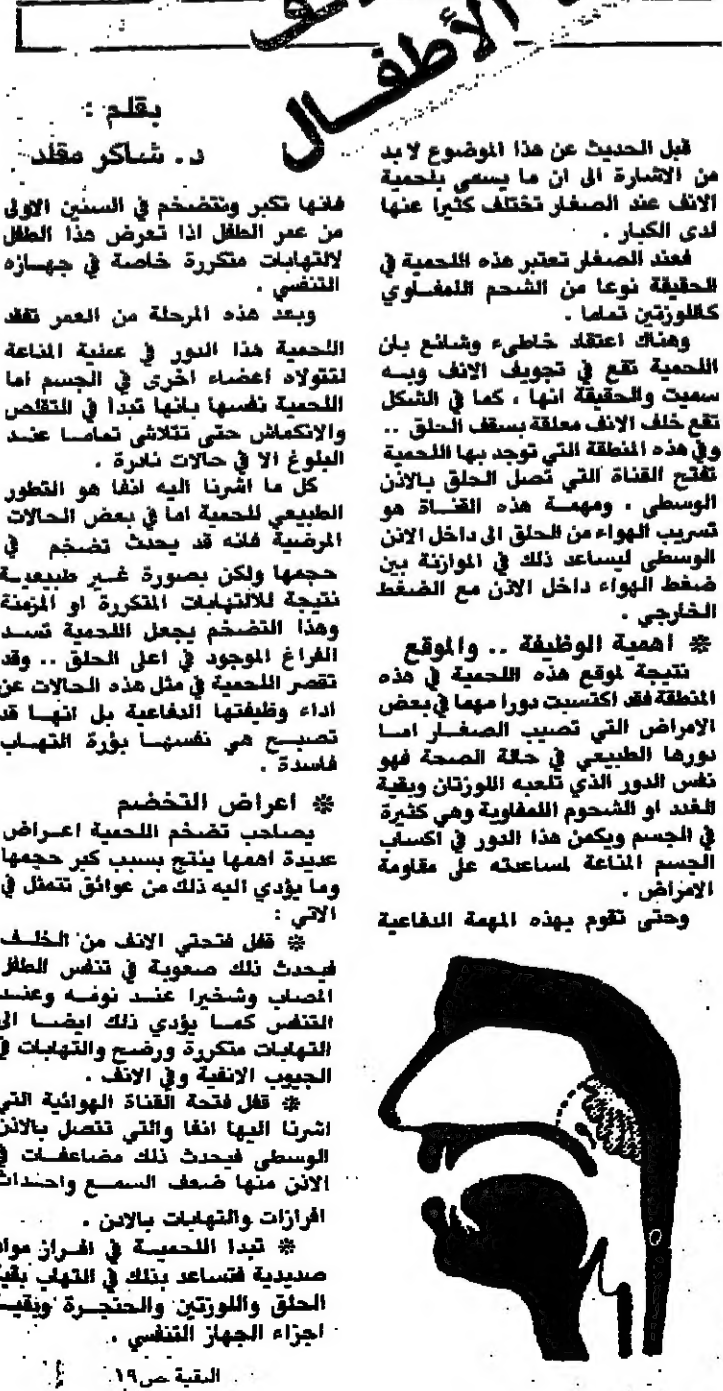 الأطفال
بقلم :
د. شاكر مقلد
قبل الحديث عن هذا الموضوع لا بد
من الاشارة الى ان ما يسمى بلحمية
الانف عند الصغار تختلف كثيرا عنها
لدى الكبار .
فعند الصغار تعتبر هذه اللحمية في
الحقيقة نوعا من الشحم اللمفاوي
كاللوزتين تماما .
وهناك اعتقاد خاطىء وشائع بان
اللحمية تقع في تجويف الانف وبه
سميت والحقيقة انها ، كما في الشكل
تقع خلف الانف معلقة بسقف الحلق ..
وفي هذه المنطقة التي توجد بها اللحمية
تفتح القناة التي تصل الحلق بالاذن
الوسطى ، ومهمة هذه القناة هو
تسريب الهواء من الحلق الى داخل الاذن
الوسطى ليساعد ذلك في الموازنة بين
ضغط الهواء داخل الاذن مع الضغط
الخارجي .
* اهمية الوظيفة .. والموقع
نتيجة لموقع هذه اللحمية في هذه
المنطقة فقد اكتسبت دورا مهما في بعض
الامراض التي تصيب الصغار اما
دورها الطبيعي في حالة الصحة فهو
نفس الدور الذي تلعبه اللوزتان وبقية
الغدد او الشحوم اللمفاوية وهي كثيرة
في الجسم ويكمن هذا الدور في اكساب
الجسم المناعة لمساعدته على مقاومة
الامراض .
وحتى تقوم بهذه المهمة الدفاعية
فانها تكبر وتتضخم في السنين الاولى
من عمر الطفل اذا تعرض هذا الطفل
لالتهابات متكررة خاصة في جهازه
التنفسي .
وبعد هذه المرحلة من العمر تفقد
اللحمية هذا الدور في عملية المناعة
لتتولاه اعضاء اخرى في الجسم اما
اللحمية نفسها بانها تبدأ في التقلص
والانكماش حتى تتلاشى تماما عند
البلوغ الا في حالات نادرة .
كل ما اشرنا اليه انفا هو التطور
الطبيعي للحمية اما في بعض الحالات
المرضية فانه قد يحدث تضخم في
حجمها ولكن بصورة غير طبيعية
نتيجة للالتهابات المتكررة او المزمنة
وهذا التضخم يجعل اللحمية تسد
الفراغ الموجود في اعلى الحلق .. وقد
تقصر اللحمية في مثل هذه الحالات عن
اداء وظيفتها الدفاعية بل انها قد
تصبح هي نفسها بؤرة التهاب
فاسدة .
* اعراض التخضم
يصاحب تضخم اللحمية اعراض
عديدة اهمها ينتج بسبب كبر حجمها
وما يؤدي اليه ذلك من عوائق تتمثل في
الاتي :
* قفل فتحتي الانف من الخلف
فيحدث ذلك صعوبة في تنفس الطفل
المصاب وشخيرا عند نومه وعند
التنفس كما يؤدي ذلك ايضا الى
التهابات متكررة ورضح والتهابات في
الجيوب الانفية وفي الانف .
* قفل فتحة القناة الهوائية التي
اشرنا اليها انفا والتي تتصل بالاذن
الوسطى فيحدث ذلك مضاعفات في
الاذن منها ضعف السمع واحداث
افرازات والتهابات بالاذن .
* تبدا اللحمية في افراز مواد
صديدية فتساعد بذلك في التهاب بقية
الحلق واللوزتين والحنجرة وبقية
اجزاء الجهاز التنفسي .
البقية ص١٩